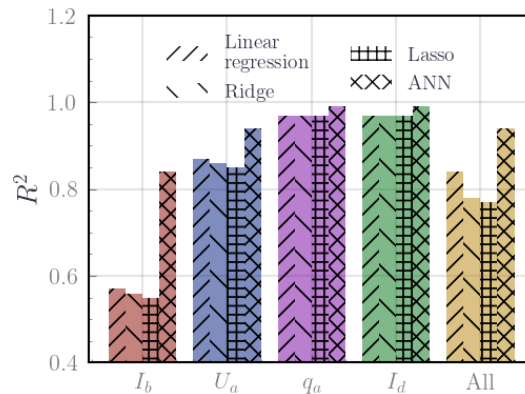 1.2
1.0
0.8
0.6
0.4
R²
Linear
regression
Ridge
Lasso
ANN
I_b
U_a
q_a
I_d
All